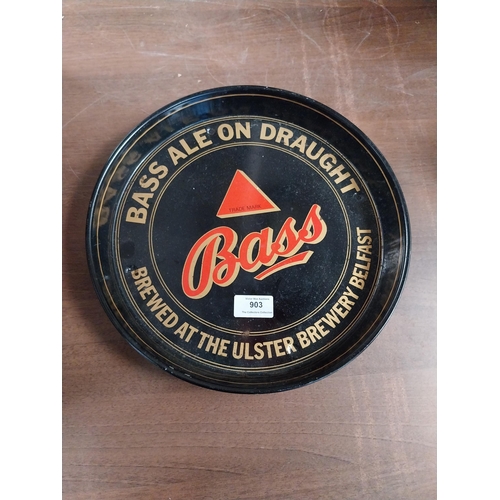 BASS ALE ON DRAUGHT
TRADE MARK
Bass
903
BREWED AT THE ULSTER BREWERY BELFAST